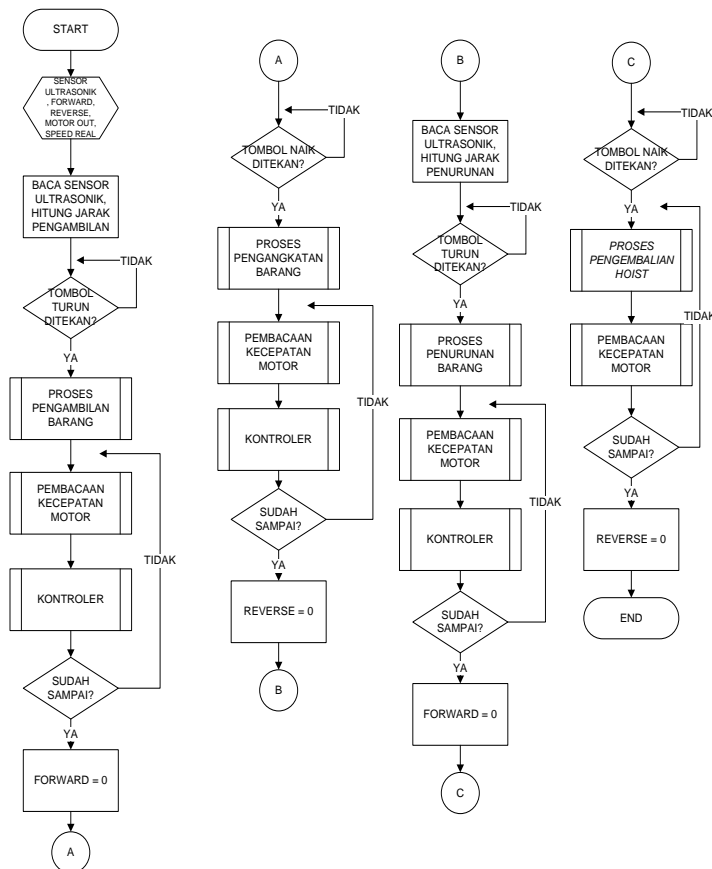 START
SENSOR
ULTRASONIK
, FORWARD,
REVERSE,
MOTOR OUT,
SPEED REAL
BACA SENSOR
ULTRASONIK,
HITUNG JARAK
PENGAMBILAN
TIDAK
TOMBOL
TURUN
DITEKAN?
YA
PROSES
PENGAMBILAN
BARANG
PEMBACAAN
KECEPATAN
MOTOR
TIDAK
KONTROLER
SUDAH
SAMPAI?
YA
FORWARD = 0
A
A
TIDAK
TOMBOL NAIK
DITEKAN?
YA
PROSES
PENGANGKATAN
BARANG
PEMBACAAN
KECEPATAN
MOTOR
TIDAK
KONTROLER
SUDAH
SAMPAI?
YA
REVERSE = 0
B
B
BACA SENSOR
ULTRASONIK,
HITUNG JARAK
PENURUNAN
TIDAK
TOMBOL
TURUN
DITEKAN?
YA
PROSES
PENURUNAN
BARANG
PEMBACAAN
KECEPATAN
MOTOR
TIDAK
KONTROLER
SUDAH
SAMPAI?
YA
FORWARD = 0
C
C
TIDAK
TOMBOL NAIK
DITEKAN?
YA
PROSES
PENGEMBALIAN
HOIST
TIDAK
PEMBACAAN
KECEPATAN
MOTOR
SUDAH
SAMPAI?
YA
REVERSE = 0
END